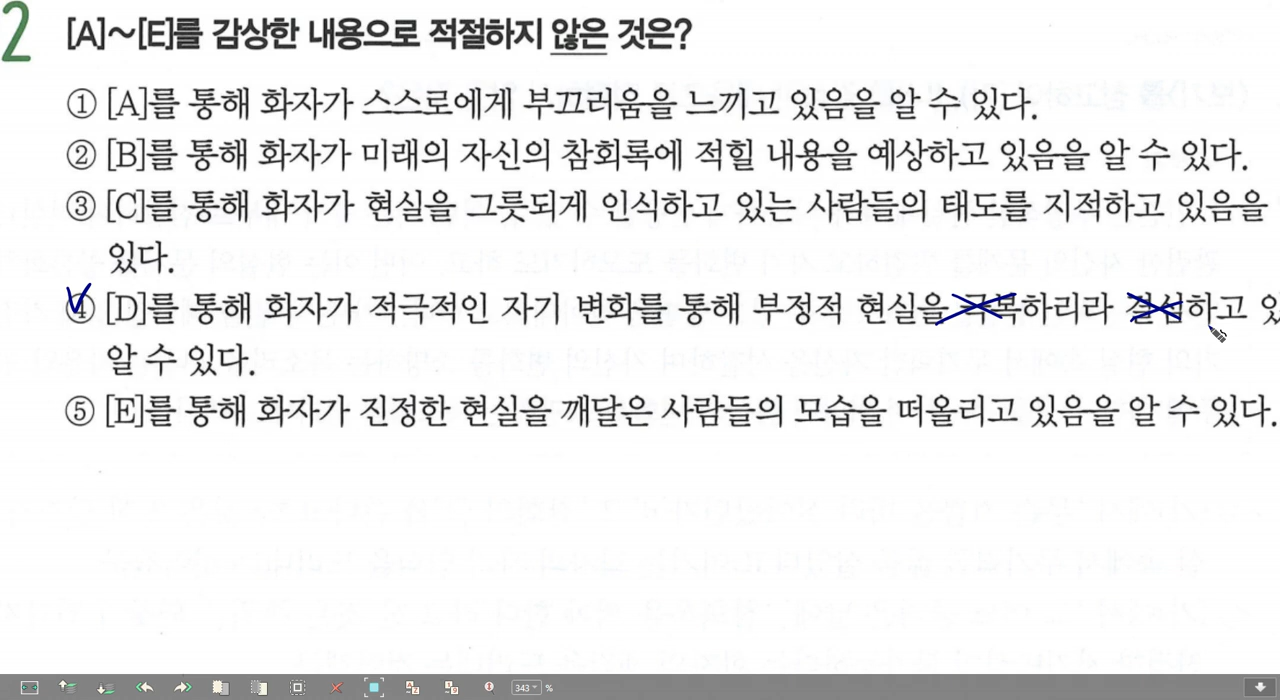 2 [A]~[E]를 감상한 내용으로 적절하지 않은 것은?
① [A]를 통해 화자가 스스로에게 부끄러움을 느끼고 있음을 알 수 있다.
② [B]를 통해 화자가 미래의 자신의 참회록에 적힐 내용을 예상하고 있음을 알 수 있다.
③ [C]를 통해 화자가 현실을 그릇되게 인식하고 있는 사람들의 태도를 지적하고 있음을
있다.
④ [D]를 통해 화자가 적극적인 자기 변화를 통해 부정적 현실을 하리라 하고 있
알 수 있다.
⑤ [E]를 통해 화자가 진정한 현실을 깨달은 사람들의 모습을 떠올리고 있음을 알 수 있다.
343 %